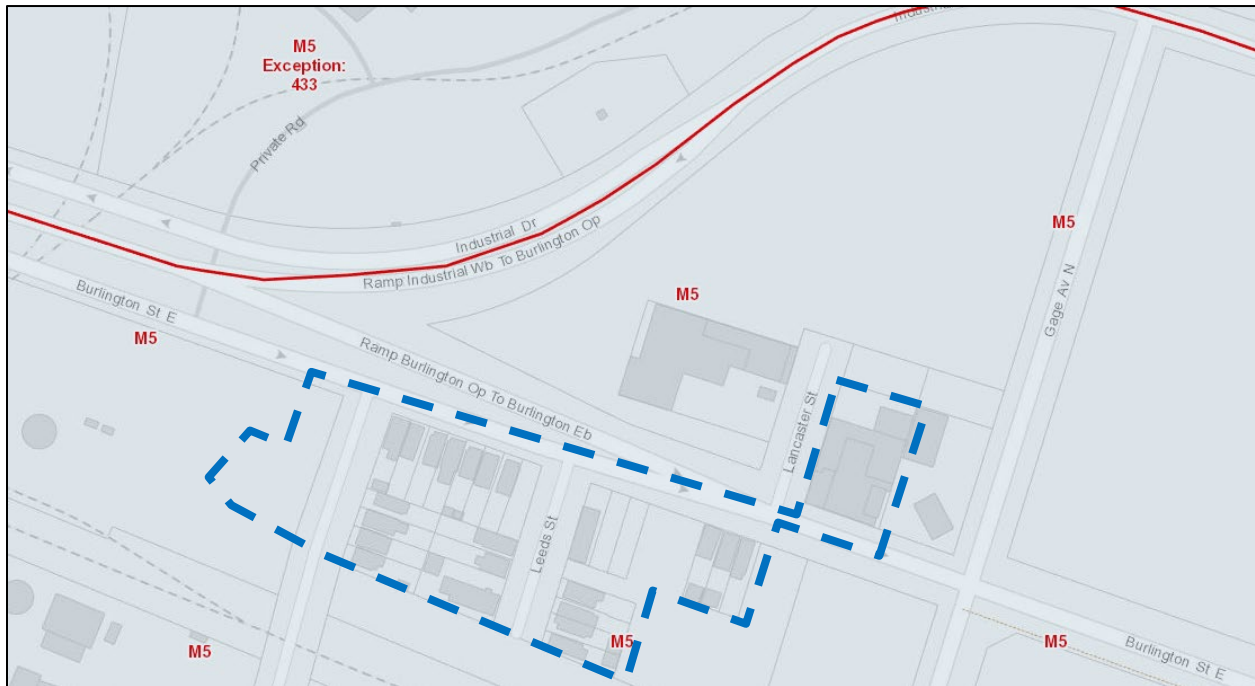 Industrial
M5
Exception:
433
Private Rd
M5
Gage Av N
Industrial Dr
Ramp Industrial Wb To Burlington Op
Burlington St E
M5
M5
Ramp Burlington Op To Burlington Eb
Lancaster St
Leeds St
M5
M5
M5
Burlington St E